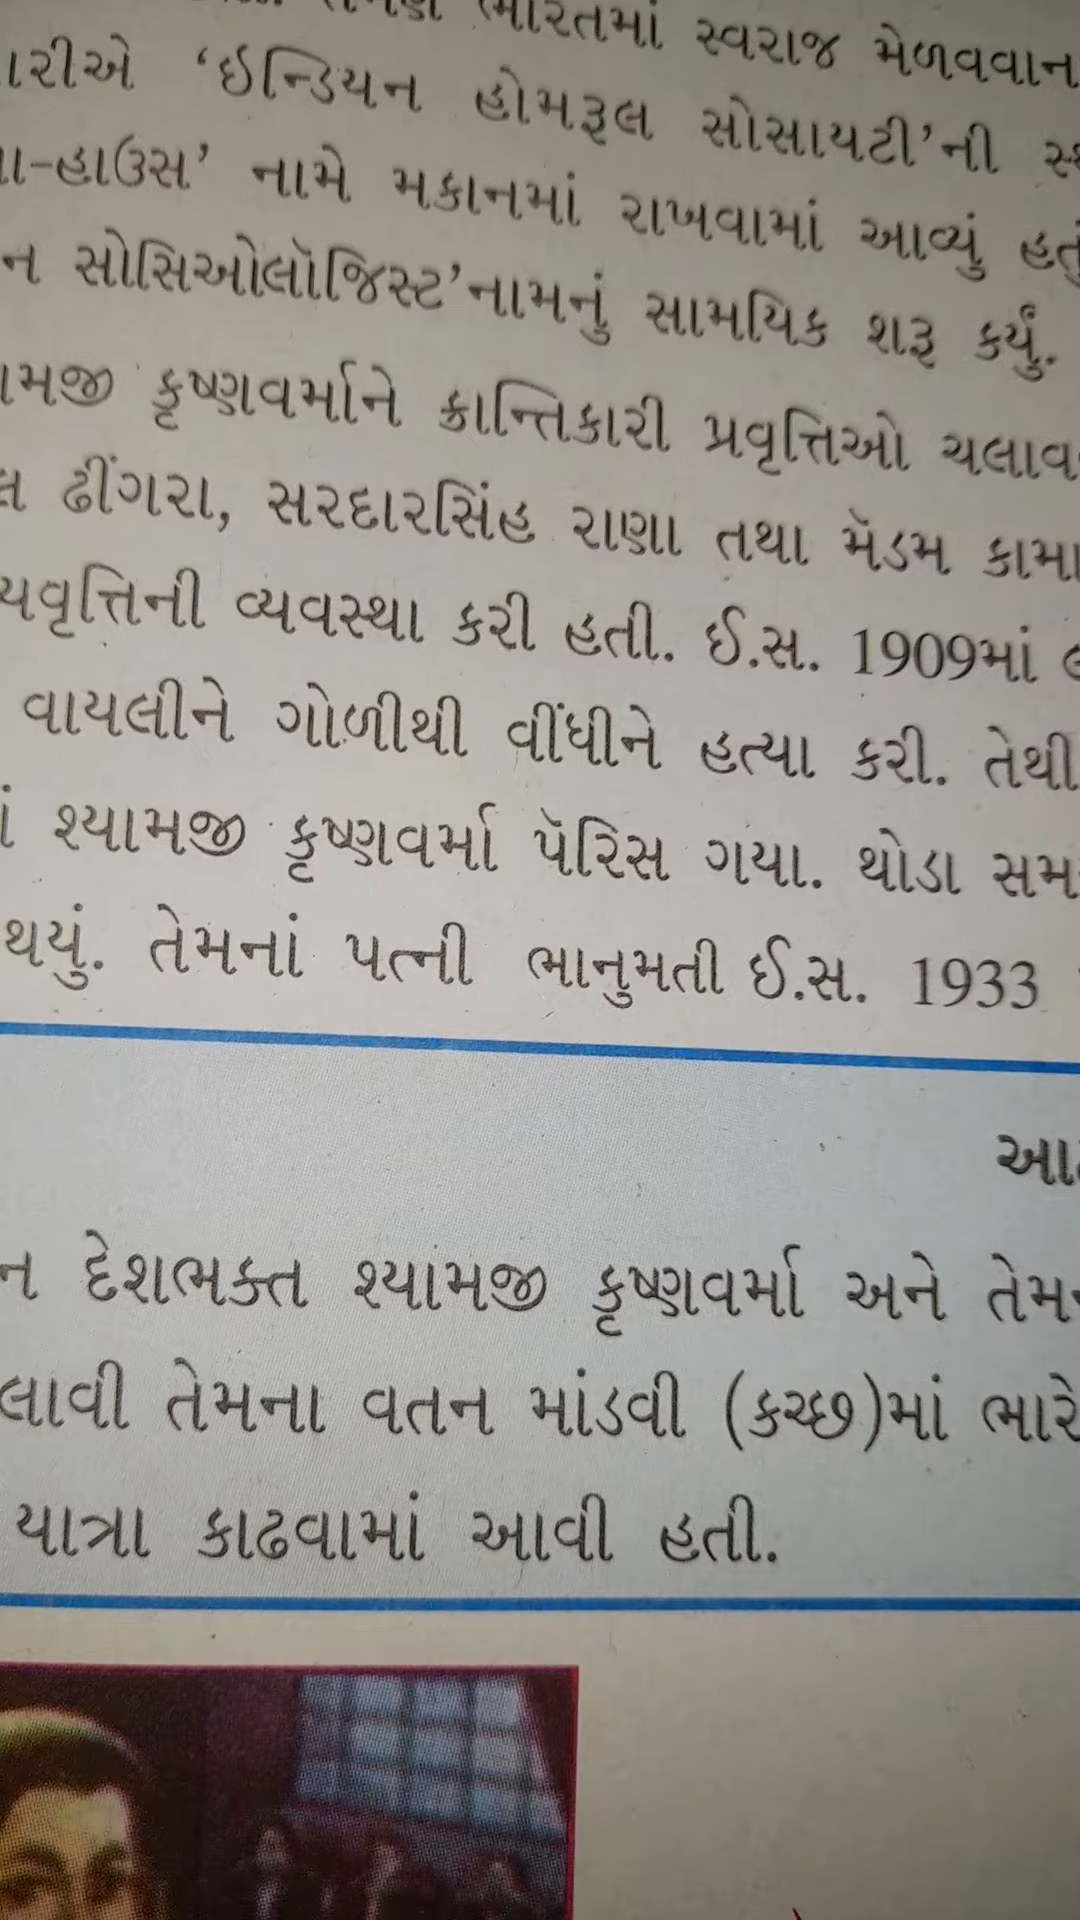 ભારતમાં સ્વરાજ મેળવવાન
ારીએ ‘ઇન્ડિયન હોમરૂલ સોસાયટી’ની સ્થ
ા-હાઉસ’ નામે મકાનમાં રાખવામાં આવ્યું હતું
ન સોસિઓલૉજિસ્ટ’નામનું સામયિક શરૂ કર્યું.
ામજી કૃષ્ણવર્માને ક્રાન્તિકારી પ્રવૃત્તિઓ ચલાવ
લ ઢીંગરા, સરદારસિંહ રાણા તથા મૅડમ કામા
યવૃત્તિની વ્યવસ્થા કરી હતી. ઈ.સ. 1909માં લ
વાયલીને ગોળીથી વીંધીને હત્યા કરી. તેથી
ાં શ્યામજી કૃષ્ણવર્મા પૅરિસ ગયા. થોડા સમ
થયું. તેમનાં પત્ની ભાનુમતી ઈ.સ. 1933
આ
ન દેશભક્ત શ્યામજી કૃષ્ણવર્મા અને તેમ
લાવી તેમના વતન માંડવી (કચ્છ)માં ભારે
યાત્રા કાઢવામાં આવી હતી.